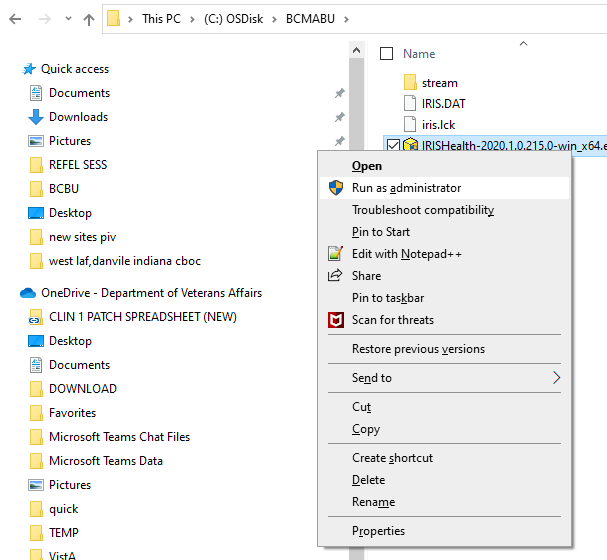 This PC > (C:) OSDisk > BCMABU >
Quick access
Documents
Downloads
Pictures
REFEL SESS
BCBU
Desktop
new sites piv
west laf,danvile indiana cboc
OneDrive - Department of Veterans Affairs
CLIN 1 PATCH SPREADSHEET (NEW)
Desktop
Documents
DOWNLOAD
Favorites
Microsoft Teams Chat Files
Microsoft Teams Data
Pictures
quick
TEMP
VistA
Name
stream
IRIS.DAT
iris.lck
IRISHealth-2020.1.0.215.0-win_x64.e
Open
Run as administrator
Troubleshoot compatibility
Pin to Start
Edit with Notepad++
Share
Pin to taskbar
Scan for threats
Restore previous versions
Send to
Cut
Copy
Create shortcut
Delete
Rename
Properties